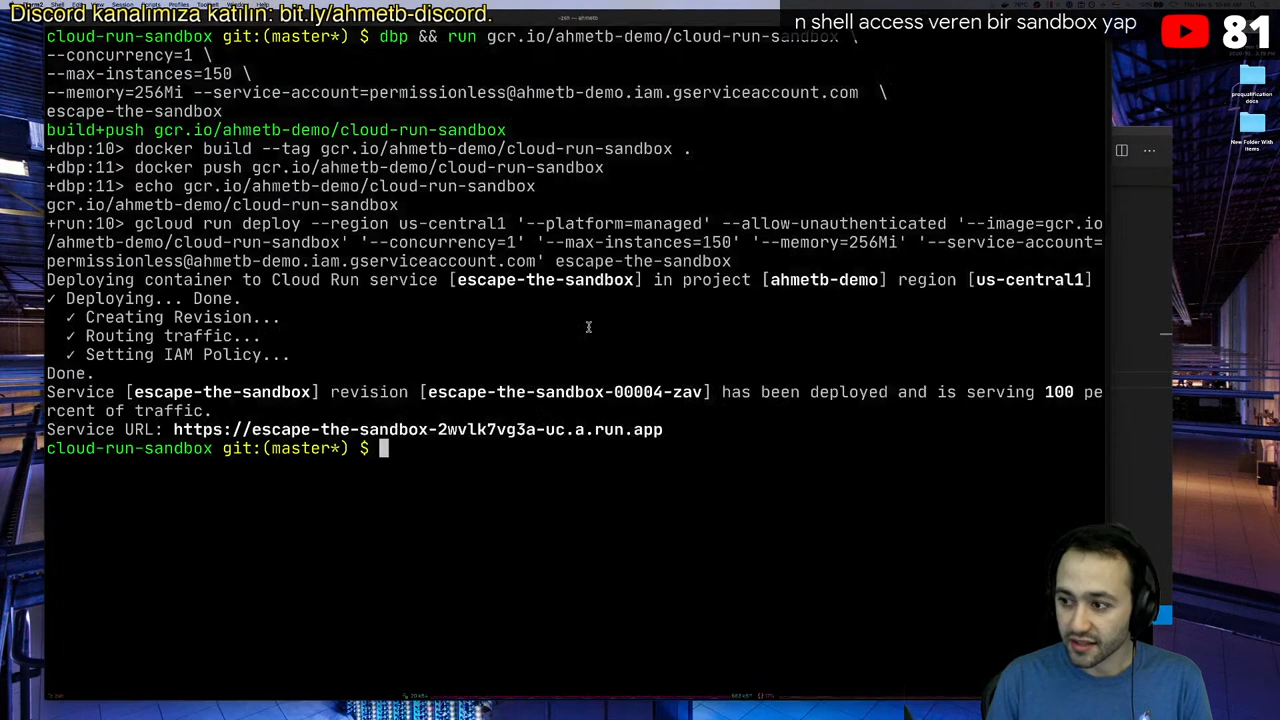 Discord kanalımıza katılın: bit.ly/ahmetb-discord.
n shell access veren bir sandbox yap
81
cloud-run-sandbox git:(master*) $ dbp && run gcr.io/ahmetb-demo/cloud-run-sandbox \
--concurrency=1 \
--max-instances=150 \
--memory=256Mi --service-account=permissionless@ahmetb-demo.iam.gserviceaccount.com  \
escape-the-sandbox
build+push gcr.io/ahmetb-demo/cloud-run-sandbox
+dbp:10> docker build --tag gcr.io/ahmetb-demo/cloud-run-sandbox .
+dbp:11> docker push gcr.io/ahmetb-demo/cloud-run-sandbox
+dbp:11> echo gcr.io/ahmetb-demo/cloud-run-sandbox
gcr.io/ahmetb-demo/cloud-run-sandbox
+run:10> gcloud run deploy --region us-central1 '--platform=managed' --allow-unauthenticated '--image=gcr.io
/ahmetb-demo/cloud-run-sandbox' '--concurrency=1' '--max-instances=150' '--memory=256Mi' '--service-account=
permissionless@ahmetb-demo.iam.gserviceaccount.com' escape-the-sandbox
Deploying container to Cloud Run service [escape-the-sandbox] in project [ahmetb-demo] region [us-central1]
✓ Deploying... Done.
✓ Creating Revision...
✓ Routing traffic...
✓ Setting IAM Policy...
Done.
Service [escape-the-sandbox] revision [escape-the-sandbox-00004-zav] has been deployed and is serving 100 pe
rcent of traffic.
Service URL: https://escape-the-sandbox-2wvlk7vg3a-uc.a.run.app
cloud-run-sandbox git:(master*) $
prequalification
docs
New Folder With
Items